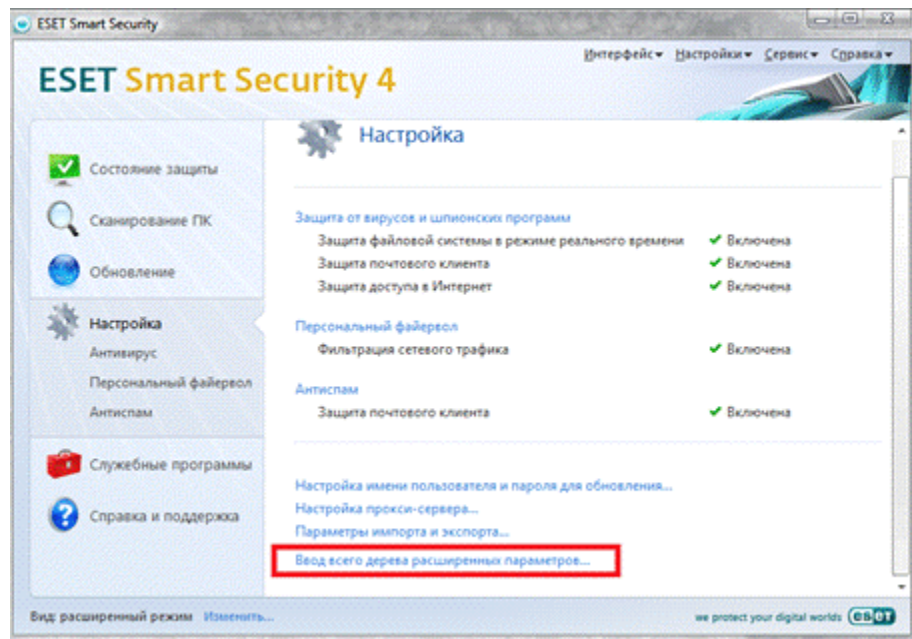 ESET Smart Security
Интерфейс Настройки Сервис Справка
ESET Smart Security 4
Состояние защиты
Сканирование ПК
Обновление
Настройка
Антивирус
Персональный файервол
Антиспам
Служебные программы
Справка и поддержка
Настройка
Защита от вирусов и шпионских программ
Защита файловой системы в режиме реального времени Включена
Защита почтового клиента Включена
Защита доступа в Интернет Включена
Персональный файервол
Фильтрация сетевого трафика Включена
Антиспам
Защита почтового клиента Включена
Настройка имени пользователя и пароля для обновления...
Настройка прокси-сервера...
Параметры импорта и экспорта...
Ввод всего дерева расширенных параметров...
Вид: расширенный режим Изменить...
we protect your digital worlds eset